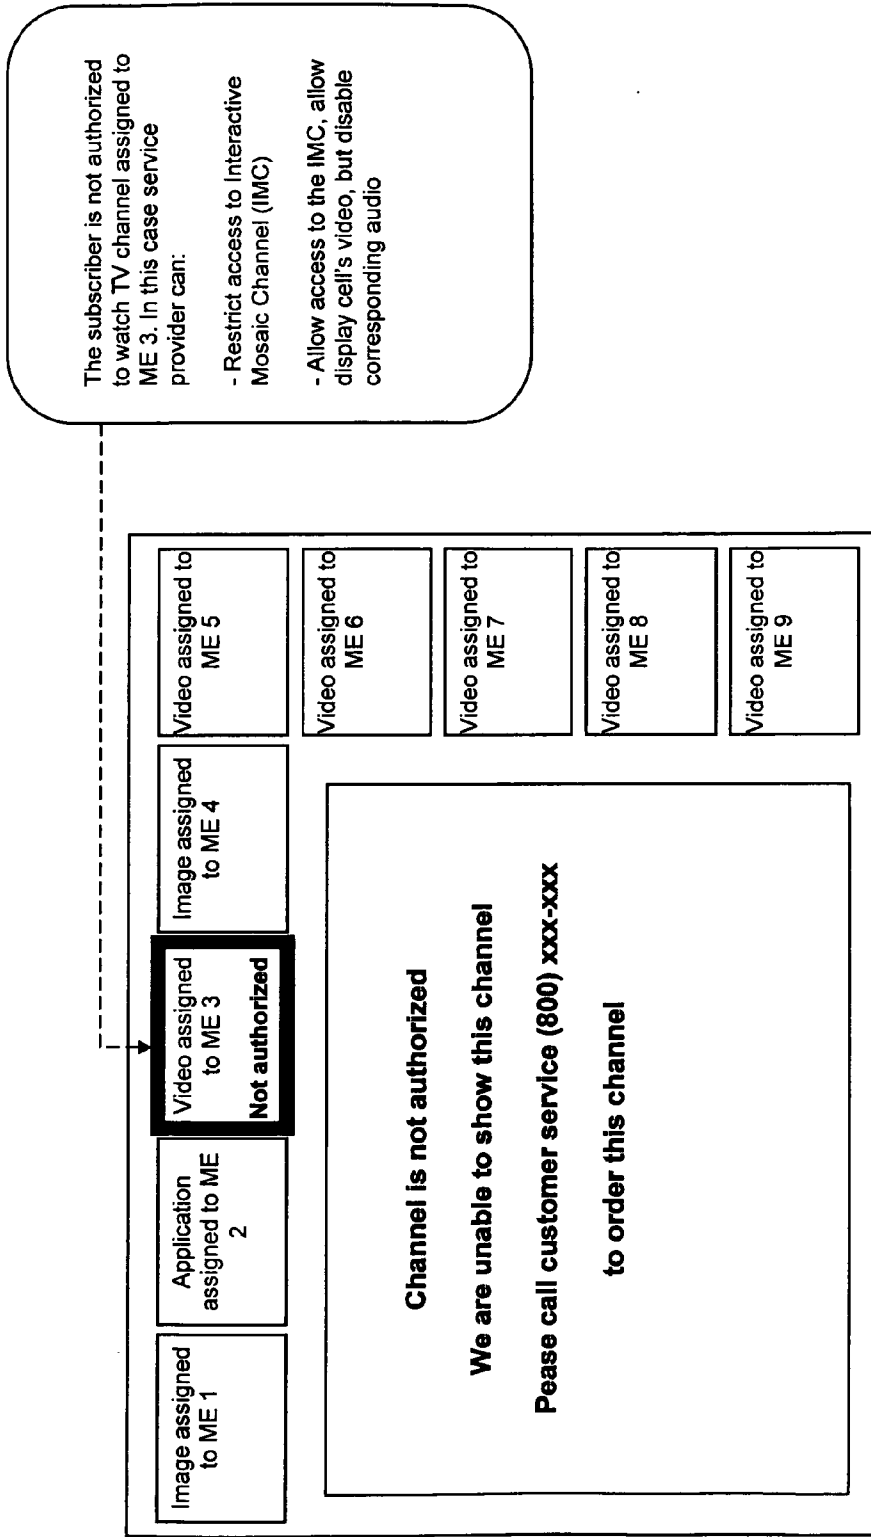 The subscriber is not authorized
to watch TV channel assigned to
ME 3. In this case service
provider can:
- Restrict access to Interactive
Mosaic Channel (IMC)
- Allow access to the IMC, allow
display cell's video, but disable
corresponding audio
Image assigned
to ME 1
Application
assigned to ME
2
Video assigned
to ME 3
Not authorized
Image assigned
to ME 4
Video assigned to
ME 5
Video assigned to
ME 6
Video assigned to
ME 7
Video assigned to
ME 8
Video assigned to
ME 9
Channel is not authorized
We are unable to show this channel
Pease call customer service (800) xxx-xxx
to order this channel